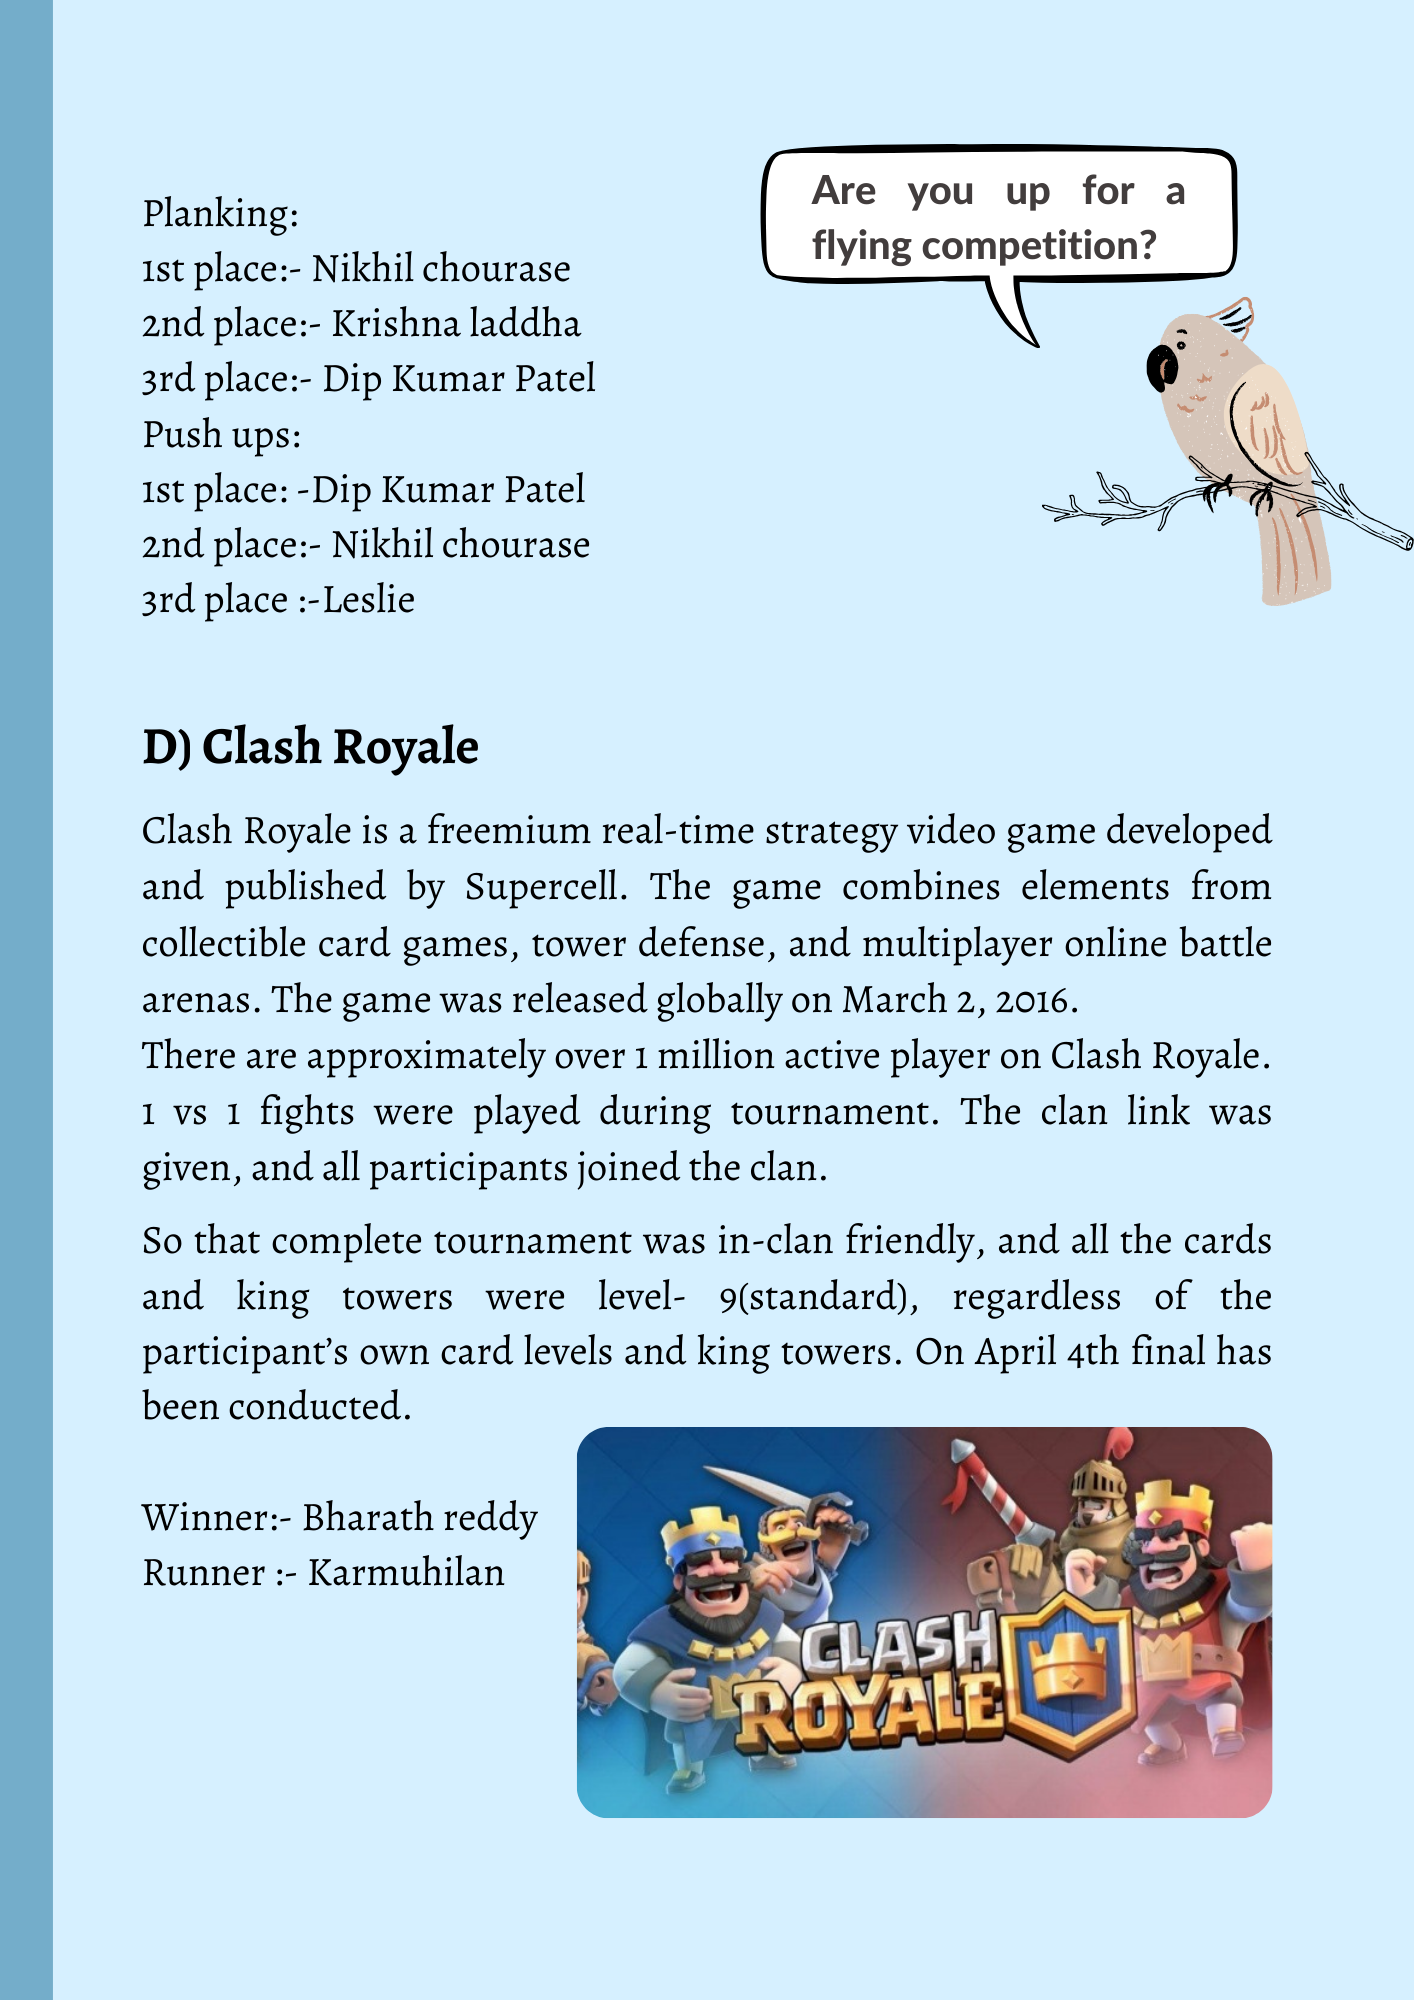 Are you up for a
flying competition?
Planking:
1st place:- Nikhil chourase
2nd place:- Krishna laddha
3rd place:- Dip Kumar Patel
Push ups:
1st place: -Dip Kumar Patel
2nd place:- Nikhil chourase
3rd place :-Leslie
D) Clash Royale
Clash Royale is a freemium real-time strategy video game developed
and published by Supercell. The game combines elements from
collectible card games, tower defense, and multiplayer online battle
arenas. The game was released globally on March 2, 2016.
There are approximately over 1 million active player on Clash Royale.
1 vs 1 fights were played during tournament. The clan link was
given, and all participants joined the clan.
So that complete tournament was in-clan friendly, and all the cards
and king towers were level- 9(standard), regardless of the
participant’s own card levels and king towers. On April 4th final has
been conducted.
Winner:- Bharath reddy
Runner :- Karmuhilan
CLASH
ROYALE